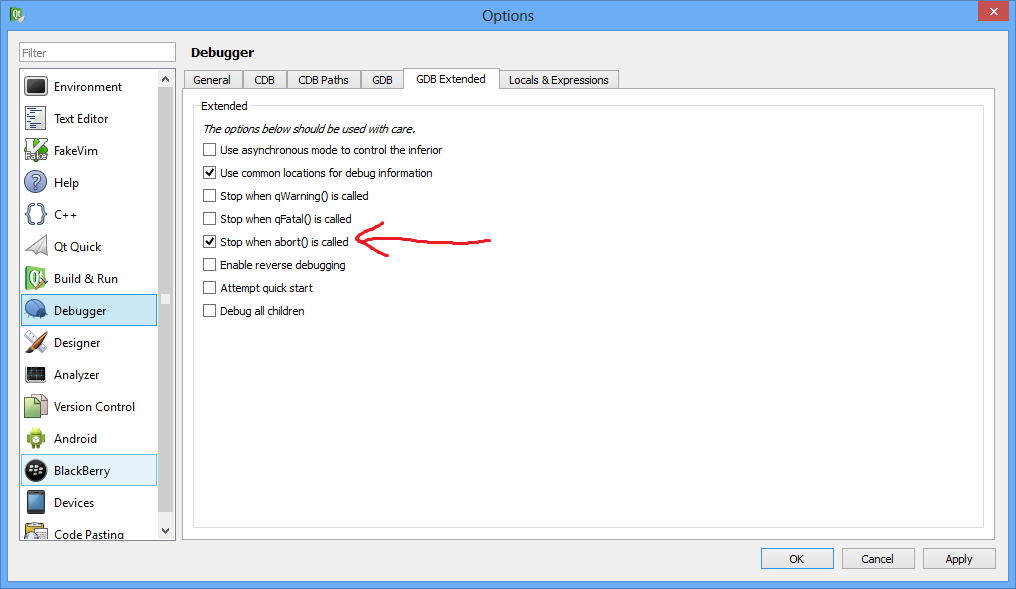 Options
Filter
Environment
Text Editor
FakeVim
Help
C++
Qt Quick
Build & Run
Debugger
Designer
Analyzer
Version Control
Android
BlackBerry
Devices
Code Pasting
Debugger
General CDB CDB Paths GDB GDB Extended Locals & Expressions
Extended
The options below should be used with care.
Use asynchronous mode to control the inferior
Use common locations for debug information
Stop when qWarning() is called
Stop when qFatal() is called
Stop when abort() is called
Enable reverse debugging
Attempt quick start
Debug all children
OK Cancel Apply